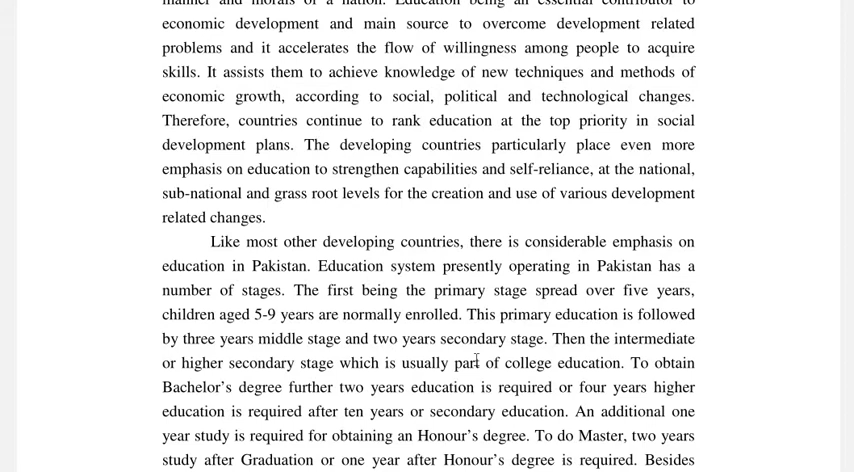 manner and morals of a nation. Education being an essential contributor to
economic development and main source to overcome development related
problems and it accelerates the flow of willingness among people to acquire
skills. It assists them to achieve knowledge of new techniques and methods of
economic growth, according to social, political and technological changes.
Therefore, countries continue to rank education at the top priority in social
development plans. The developing countries particularly place even more
emphasis on education to strengthen capabilities and self-reliance, at the national,
sub-national and grass root levels for the creation and use of various development
related changes.
Like most other developing countries, there is considerable emphasis on
education in Pakistan. Education system presently operating in Pakistan has a
number of stages. The first being the primary stage spread over five years,
children aged 5-9 years are normally enrolled. This primary education is followed
by three years middle stage and two years secondary stage. Then the intermediate
or higher secondary stage which is usually part of college education. To obtain
Bachelor’s degree further two years education is required or four years higher
education is required after ten years or secondary education. An additional one
year study is required for obtaining an Honour’s degree. To do Master, two years
study after Graduation or one year after Honour’s degree is required. Besides